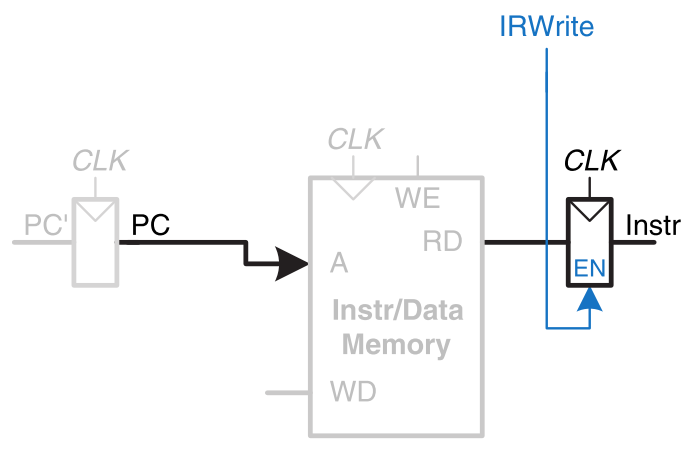 IRWrite
CLK
CLK
CLK
PC'
PC
WE
RD
A
Instr/Data
Memory
WD
EN
Instr